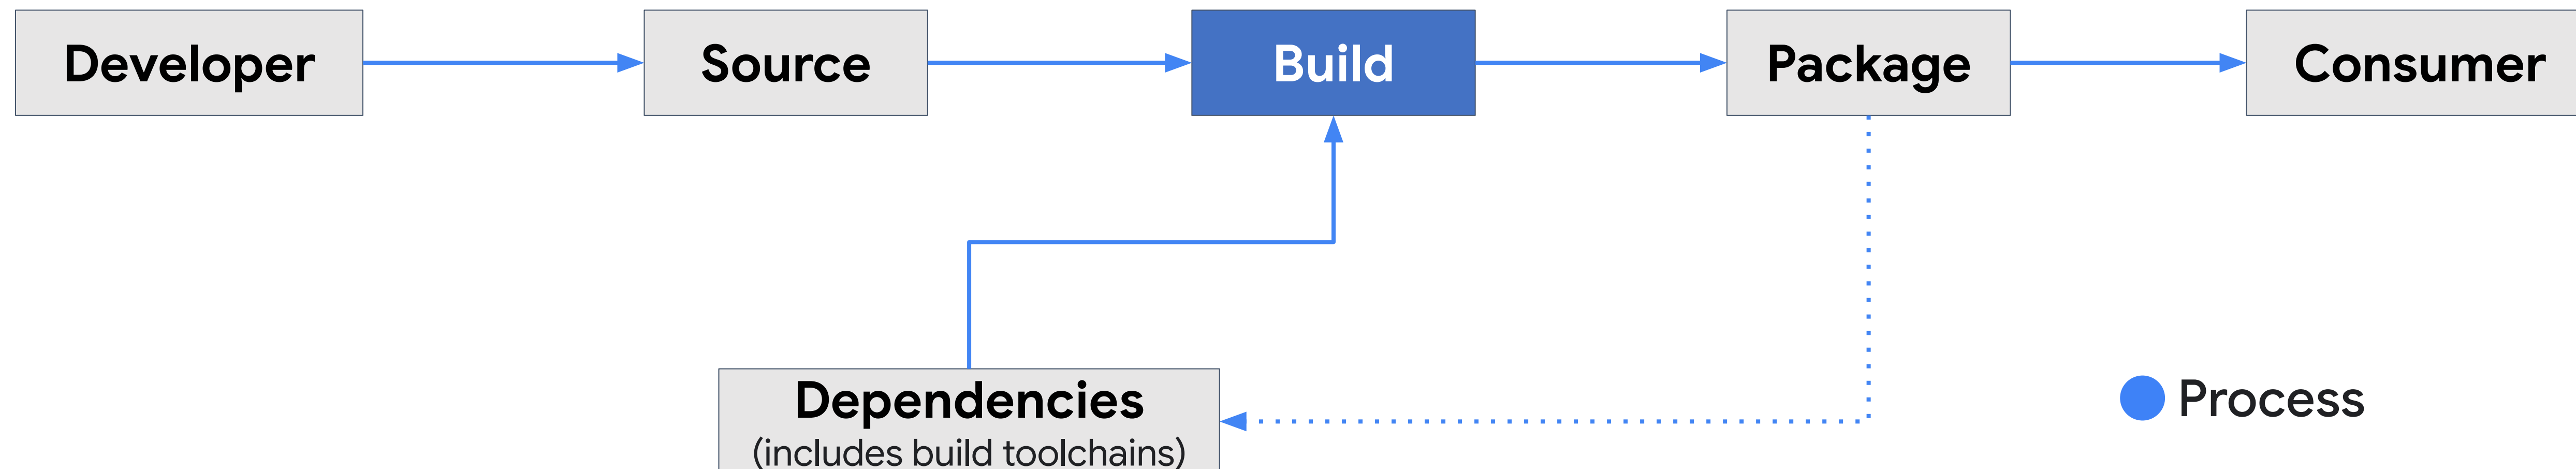 Developer
Source
Build
Package
Consumer
Dependencies
(includes build toolchains)
Process